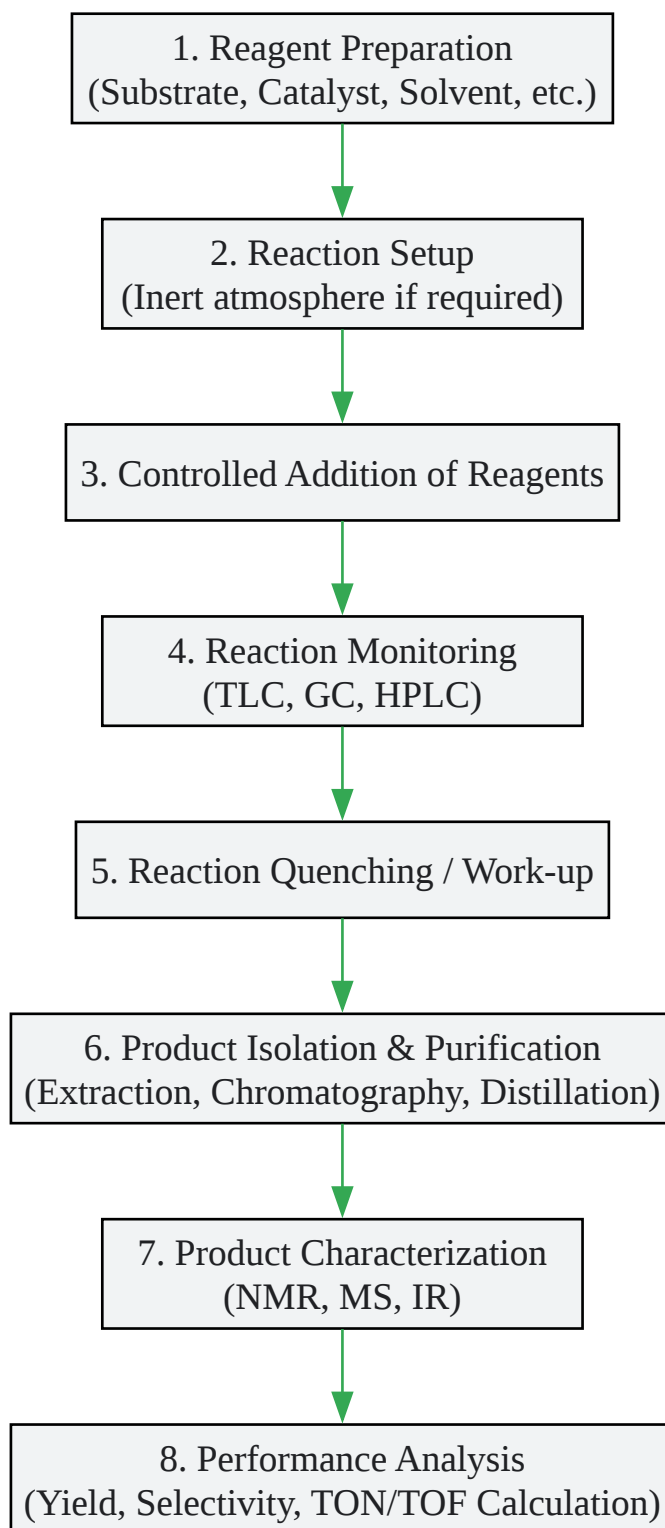 1. Reagent Preparation
(Substrate, Catalyst, Solvent, etc.)
2. Reaction Setup
(Inert atmosphere if required)
3. Controlled Addition of Reagents
4. Reaction Monitoring
(TLC, GC, HPLC)
5. Reaction Quenching / Work-up
6. Product Isolation & Purification
(Extraction, Chromatography, Distillation)
7. Product Characterization
(NMR, MS, IR)
8. Performance Analysis
(Yield, Selectivity, TON/TOF Calculation)